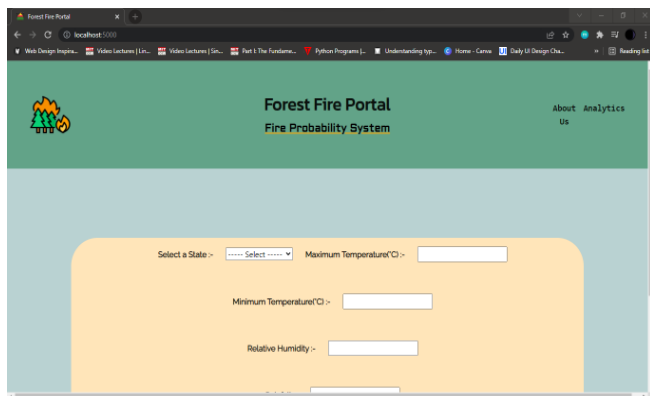 Forest Fire Portal
localhost:5000
Web Design Inspira... Video Lectures | Lin... Video Lectures | Sin... Part I: The Fundame... Python Programs |... Understanding typ... Home - Canva Daily UI Design Cha... » Reading list
Forest Fire Portal
Fire Probability System
About Us
Analytics
Select a State :- ----- Select ----- Maximum Temperature(°C) :-
Minimum Temperature(°C) :-
Relative Humidity :-